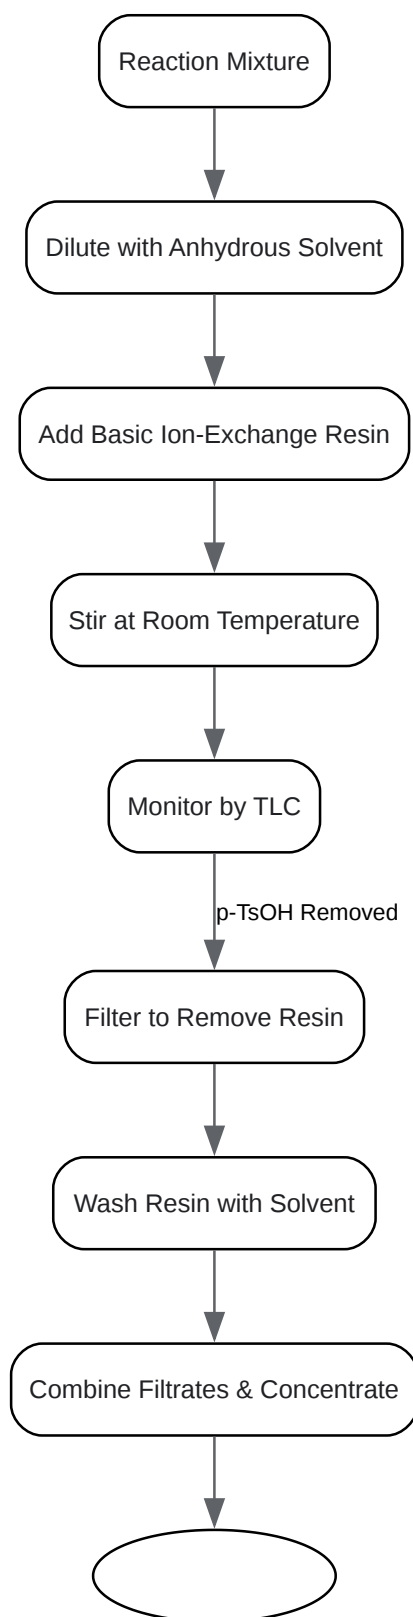 Reaction Mixture
Dilute with Anhydrous Solvent
Add Basic Ion-Exchange Resin
Stir at Room Temperature
Monitor by TLC
p-TsOH Removed
Filter to Remove Resin
Wash Resin with Solvent
Combine Filtrates & Concentrate